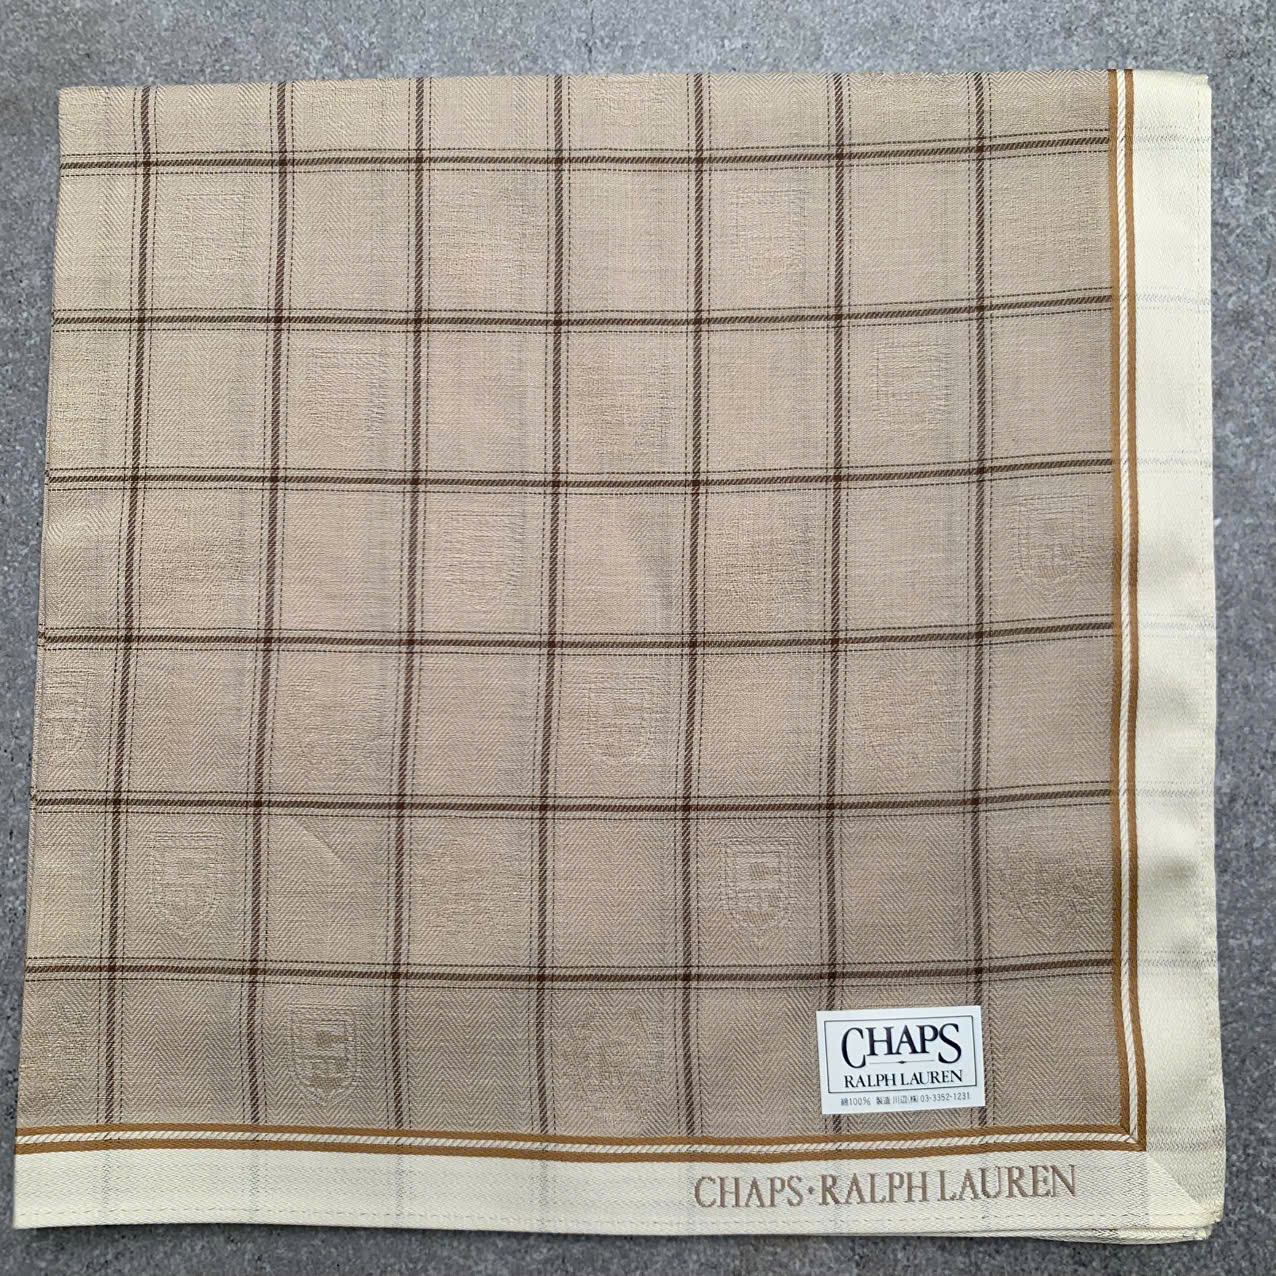 CHAPS
RALPH LAUREN
綿100% 製造 川辺(株) 03-3352-1231
CHAPS·RALPH LAUREN